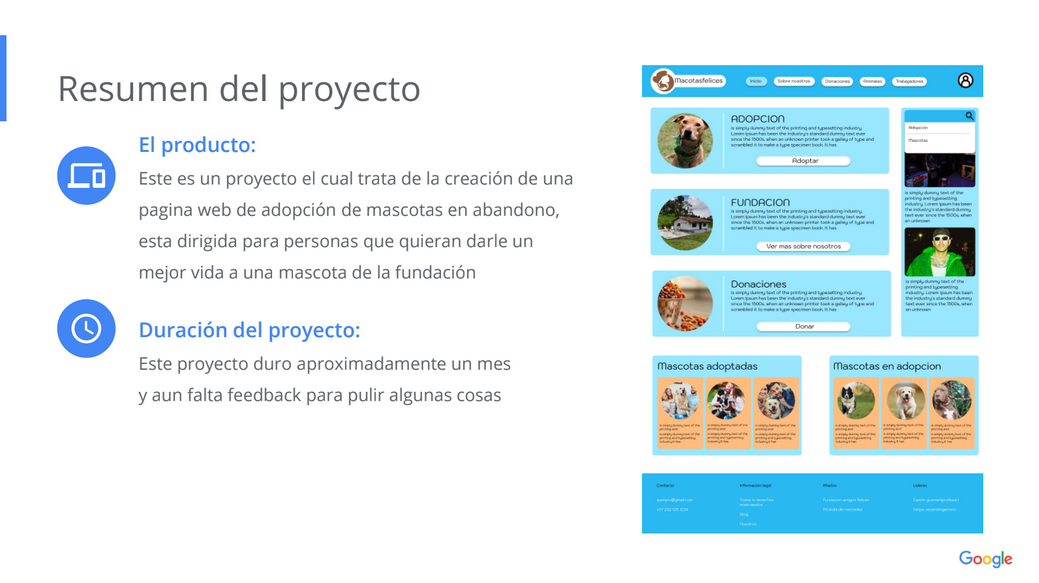 Resumen del proyecto
El producto:
Este es un proyecto el cual trata de la creación de una
pagina web de adopción de mascotas en abandono,
esta dirigida para personas que quieran darle un
mejor vida a una mascota de la fundación
Duración del proyecto:
Este proyecto duro aproximadamente un mes
y aun falta feedback para pulir algunas cosas
Macotasfelices
Inicio
Sobre nosotros
Donaciones
Animales
Trabajadores
ADOPCION
is simply dummy text of the printing and typesetting industry.
Lorem Ipsum has been the industry's standard dummy text ever
since the 1500s, when an unknown printer took a galley of type and
scrambled it to make a type specimen book. It has
Adoptar
FUNDACION
is simply dummy text of the printing and typesetting industry.
Lorem Ipsum has been the industry's standard dummy text ever
since the 1500s, when an unknown printer took a galley of type and
scrambled it to make a type specimen book. It has
Ver mas sobre nosotros
Donaciones
is simply dummy text of the printing and typesetting industry.
Lorem Ipsum has been the industry's standard dummy text ever
since the 1500s, when an unknown printer took a galley of type and
scrambled it to make a type specimen book. It has
Donar
Adopcion
Mascotas
is simply dummy text of the
printing and typesetting
industry. Lorem Ipsum has
been the industry's standard
dummy text ever since the
1500s, when an unknown
is simply dummy text of the
printing and typesetting
industry. Lorem Ipsum has
been the industry's standard
dummy text ever since the
1500s, when an unknown
Mascotas adoptadas
Mascotas en adopcion
Contacto
Informacion legal
Aliados
Lideres
Todos lo derechos
Blog
Nosotros
Google